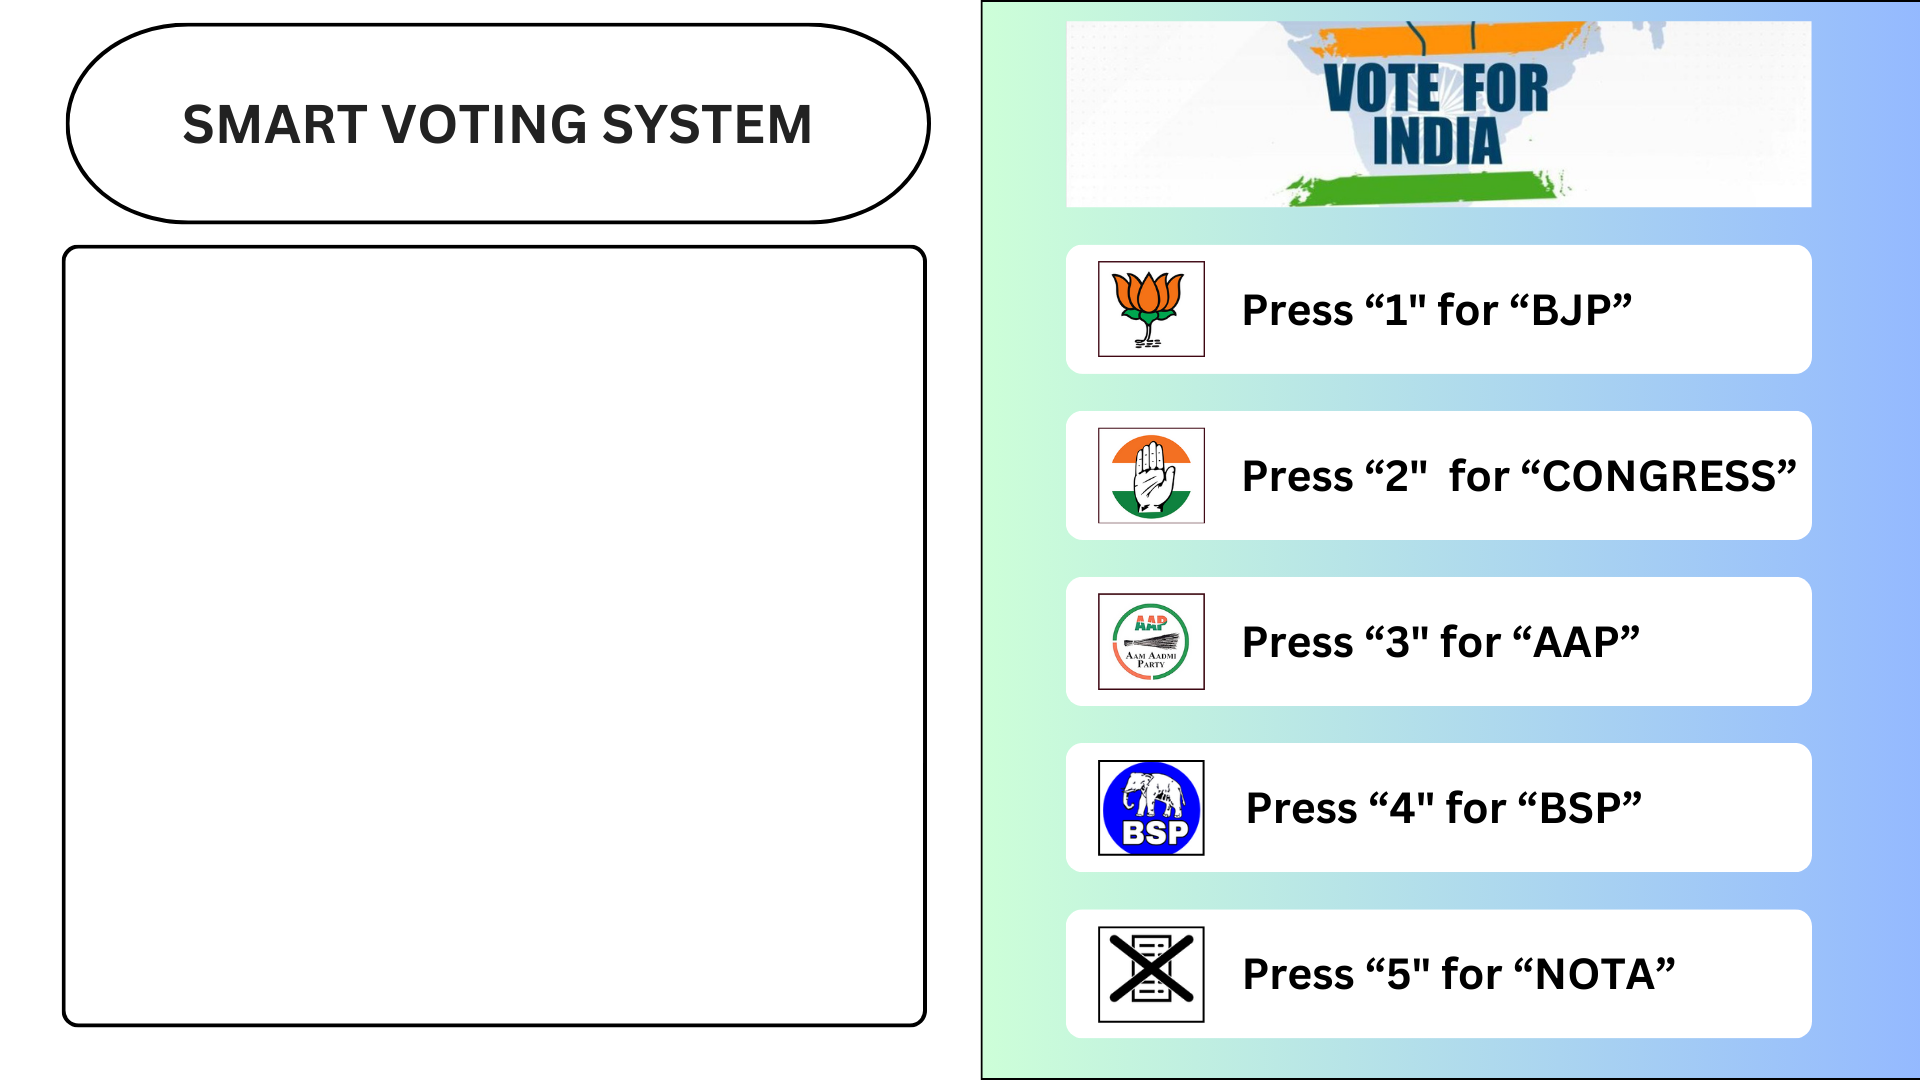 SMART VOTING SYSTEM
VOTE FOR
INDIA
Press “1" for “BJP”
Press “2"  for “CONGRESS”
AAP
AAM AADMI
PARTY
Press “3" for “AAP”
BSP
Press “4" for “BSP”
Press “5" for “NOTA”